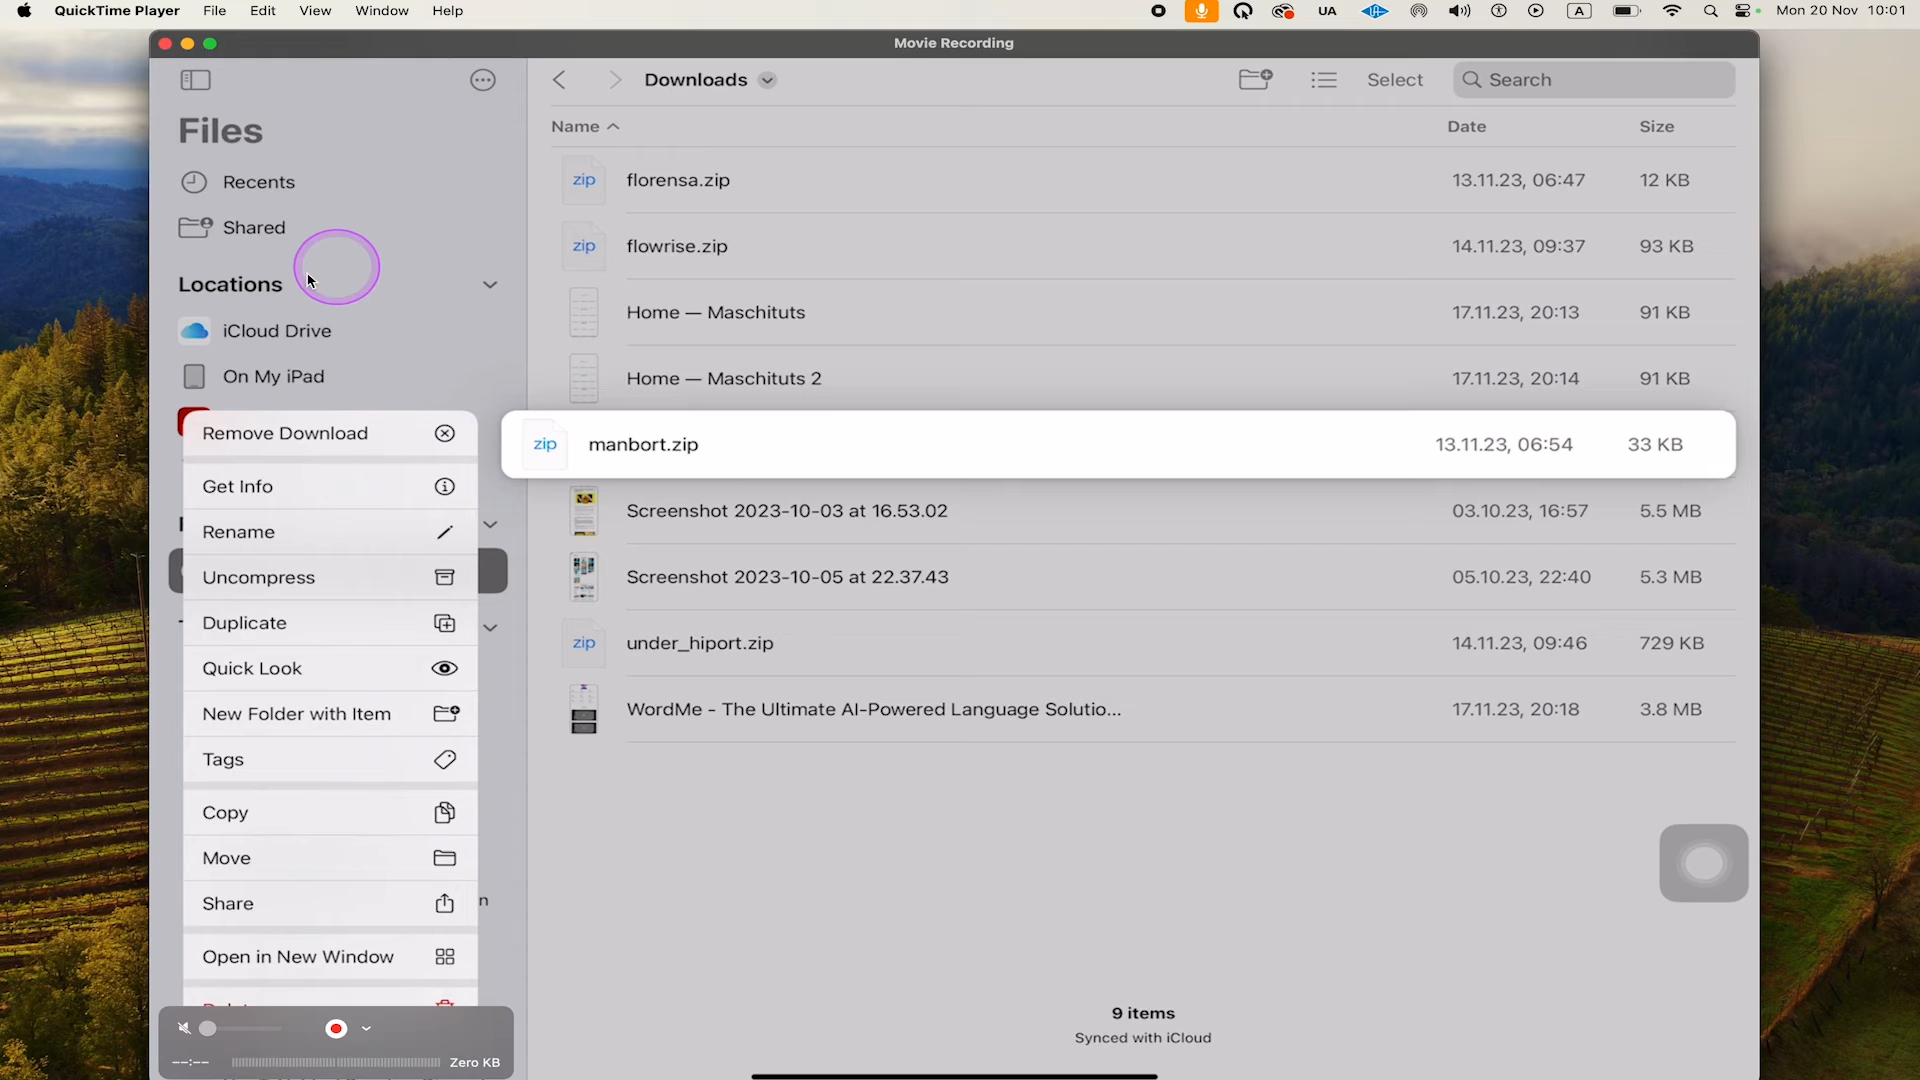 QuickTime Player File Edit View Window Help
UA
A
Mon 20 Nov 10:01
Movie Recording
Downloads
Select
Search
Files
Name
Date
Size
Recents
zip florensa.zip 13.11.23, 06:47 12 KB
Shared
zip flowrise.zip 14.11.23, 09:37 93 KB
Locations
Home — Maschituts 17.11.23, 20:13 91 KB
iCloud Drive
On My iPad
Home — Maschituts 2 17.11.23, 20:14 91 KB
Remove Download
zip manbort.zip 13.11.23, 06:54 33 KB
Get Info
Screenshot 2023-10-03 at 16.53.02 03.10.23, 16:57 5.5 MB
Rename
Uncompress
Screenshot 2023-10-05 at 22.37.43 05.10.23, 22:40 5.3 MB
Duplicate
zip under_hiport.zip 14.11.23, 09:46 729 KB
Quick Look
New Folder with Item
WordMe - The Ultimate AI-Powered Language Solutio... 17.11.23, 20:18 3.8 MB
Tags
Copy
Move
Share
n
Open in New Window
9 items
Synced with iCloud
--:-- Zero KB